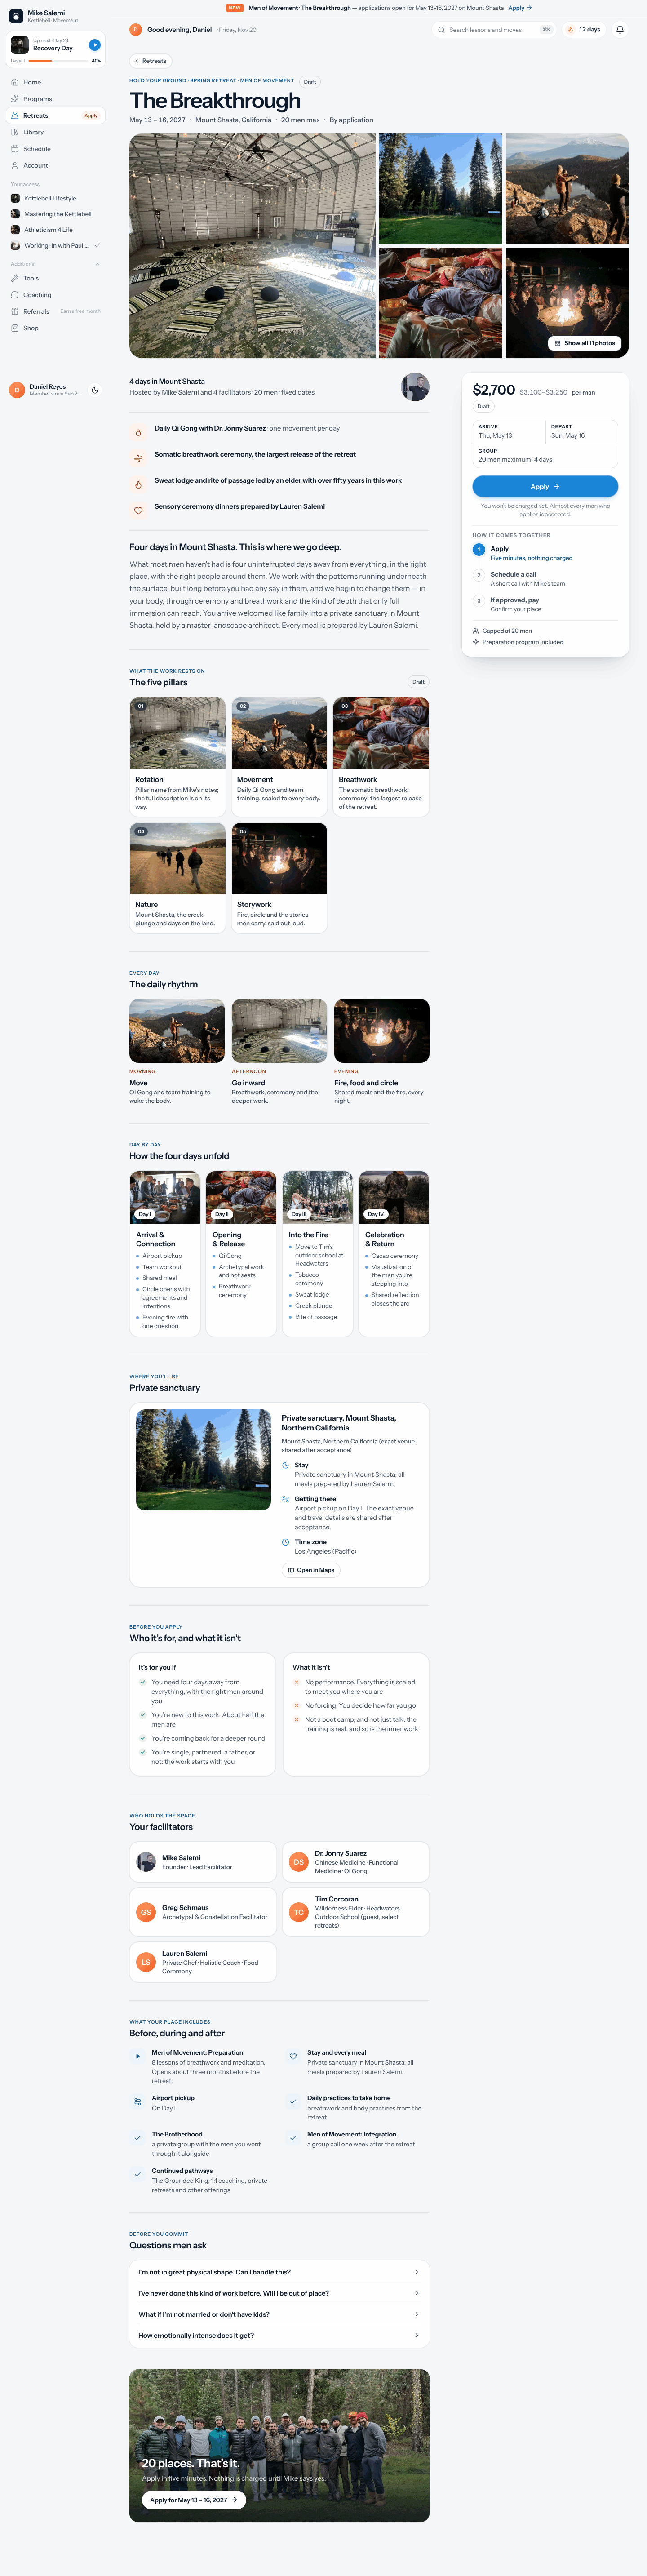 NEW Men of Movement · The Breakthrough — applications open for May 13–16, 2027 on Mount Shasta Apply →
Mike Salemi
Kettlebell · Movement
Up next · Day 24
Recovery Day
Level I 40%
Home
Programs
Retreats Apply
Library
Schedule
Account
Your access
Kettlebell Lifestyle
Mastering the Kettlebell
Athleticism 4 Life
Working-In with Paul ...
Additional
Tools
Coaching
Referrals Earn a free month
Shop
D Daniel Reyes
Member since Sep 2...
D Good evening, Daniel · Friday, Nov 20
Search lessons and moves ⌘K
12 days
Retreats
HOLD YOUR GROUND · SPRING RETREAT · MEN OF MOVEMENT Draft
The Breakthrough
May 13 – 16, 2027 · Mount Shasta, California · 20 men max · By application
Show all 11 photos
4 days in Mount Shasta
Hosted by Mike Salemi and 4 facilitators · 20 men · fixed dates
Daily Qi Gong with Dr. Jonny Suarez · one movement per day
Somatic breathwork ceremony, the largest release of the retreat
Sweat lodge and rite of passage led by an elder with over fifty years in this work
Sensory ceremony dinners prepared by Lauren Salemi
Four days in Mount Shasta. This is where we go deep.
What most men haven't had is four uninterrupted days away from everything, in the right
place, with the right people around them. We work with the patterns running underneath
the surface, built long before you had any say in them, and we begin to change them — in
your body, through ceremony and breathwork and the kind of depth that only full
immersion can reach. You are welcomed like family into a private sanctuary in Mount
Shasta, held by a master landscape architect. Every meal is prepared by Lauren Salemi.
$2,700 $3,100–$3,250 per man
Draft
ARRIVE
Thu, May 13
DEPART
Sun, May 16
GROUP
20 men maximum · 4 days
Apply →
You won't be charged yet. Almost every man who
applies is accepted.
HOW IT COMES TOGETHER
1 Apply
Five minutes, nothing charged
2 Schedule a call
A short call with Mike's team
3 If approved, pay
Confirm your place
Capped at 20 men
Preparation program included
WHAT THE WORK RESTS ON
The five pillars Draft
01
Rotation
Pillar name from Mike's notes;
the full description is on its
way.
02
Movement
Daily Qi Gong and team
training, scaled to every body.
03
Breathwork
The somatic breathwork
ceremony: the largest release
of the retreat.
04
Nature
Mount Shasta, the creek
plunge and days on the land.
05
Storywork
Fire, circle and the stories
men carry, said out loud.
EVERY DAY
The daily rhythm
MORNING
Move
Qi Gong and team training to
wake the body.
AFTERNOON
Go inward
Breathwork, ceremony and the
deeper work.
EVENING
Fire, food and circle
Shared meals and the fire, every
night.
DAY BY DAY
How the four days unfold
Day I
Arrival &
Connection
Airport pickup
Team workout
Shared meal
Circle opens with
agreements and
intentions
Evening fire with
one question
Day II
Opening
& Release
Qi Gong
Archetypal work
and hot seats
Breathwork
ceremony
Day III
Into the Fire
Move to Tim's
outdoor school at
Headwaters
Tobacco
ceremony
Sweat lodge
Creek plunge
Rite of passage
Day IV
Celebration
& Return
Cacao ceremony
Visualization of
the man you're
stepping into
Shared reflection
closes the arc
WHERE YOU'LL BE
Private sanctuary
Private sanctuary, Mount Shasta,
Northern California
Mount Shasta, Northern California (exact venue
shared after acceptance)
Stay
Private sanctuary in Mount Shasta; all
meals prepared by Lauren Salemi.
Getting there
Airport pickup on Day I. The exact venue
and travel details are shared after
acceptance.
Time zone
Los Angeles (Pacific)
Open in Maps
BEFORE YOU APPLY
Who it's for, and what it isn't
It's for you if
You need four days away from
everything, with the right men around
you
You're new to this work. About half the
men are
You're coming back for a deeper round
You're single, partnered, a father, or
not: the work starts with you
What it isn't
No performance. Everything is scaled
to meet you where you are
No forcing. You decide how far you go
Not a boot camp, and not just talk: the
training is real, and so is the inner work
WHO HOLDS THE SPACE
Your facilitators
Mike Salemi
Founder · Lead Facilitator
DS Dr. Jonny Suarez
Chinese Medicine · Functional
Medicine · Qi Gong
GS Greg Schmaus
Archetypal & Constellation Facilitator
TC Tim Corcoran
Wilderness Elder · Headwaters
Outdoor School (guest, select
retreats)
LS Lauren Salemi
Private Chef · Holistic Coach · Food
Ceremony
WHAT YOUR PLACE INCLUDES
Before, during and after
Men of Movement: Preparation
8 lessons of breathwork and meditation.
Opens about three months before the
retreat.
Stay and every meal
Private sanctuary in Mount Shasta; all
meals prepared by Lauren Salemi.
Airport pickup
On Day I.
Daily practices to take home
breathwork and body practices from the
retreat
The Brotherhood
a private group with the men you went
through it alongside
Men of Movement: Integration
a group call one week after the retreat
Continued pathways
The Grounded King, 1:1 coaching, private
retreats and other offerings
BEFORE YOU COMMIT
Questions men ask
I'm not in great physical shape. Can I handle this?
I've never done this kind of work before. Will I be out of place?
What if I'm not married or don't have kids?
How emotionally intense does it get?
20 places. That's it.
Apply in five minutes. Nothing is charged until Mike says yes.
Apply for May 13 – 16, 2027 →